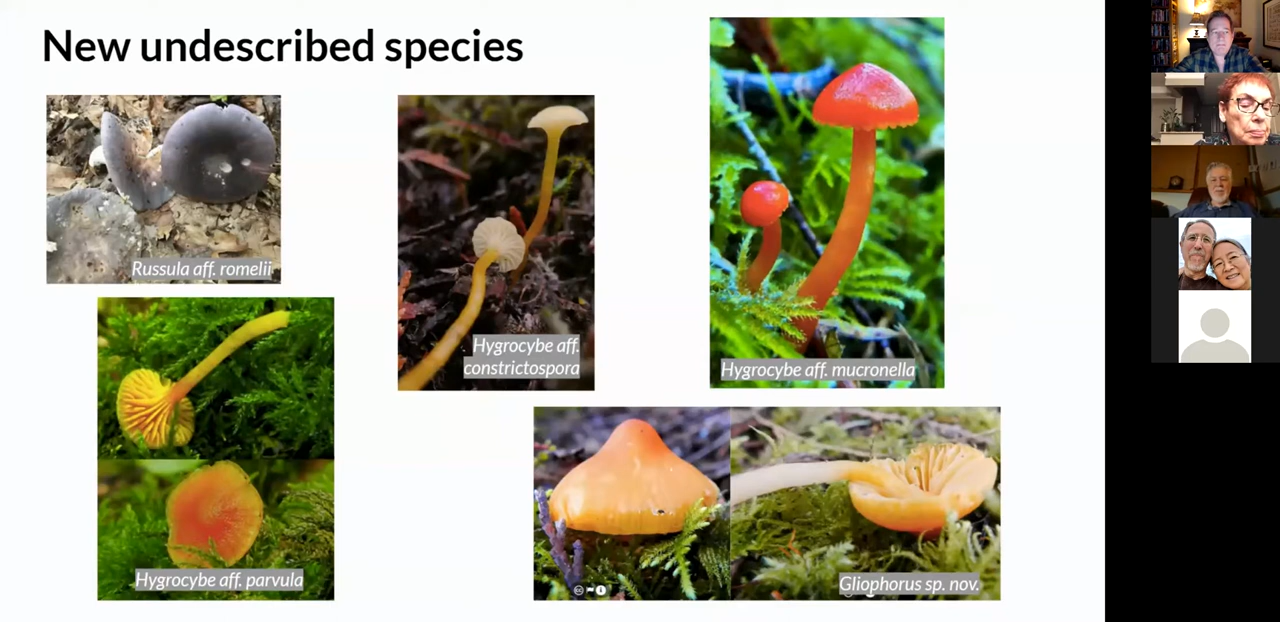 New undescribed species
Russula aff. romelii
Hygrocybe aff.
constrictospora
Hygrocybe aff. mucronella
Hygrocybe aff. parvula
Gliophorus sp. nov.